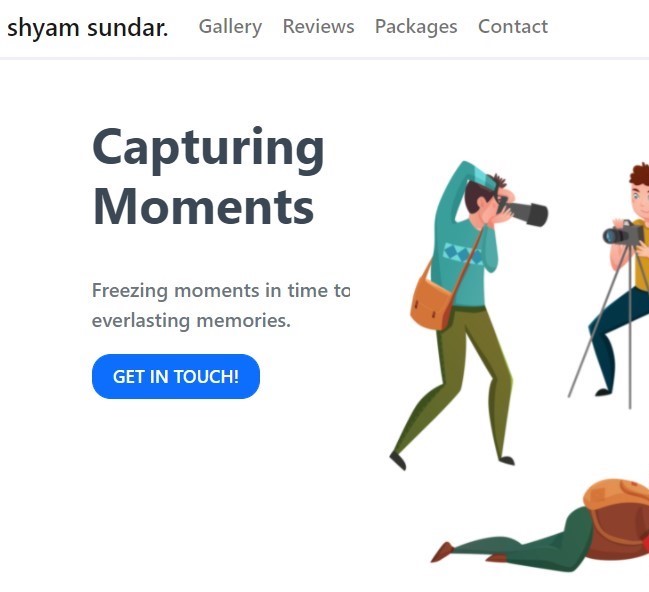 shyam sundar. Gallery Reviews Packages Contact
Capturing
Moments
Freezing moments in time to
everlasting memories.
GET IN TOUCH!